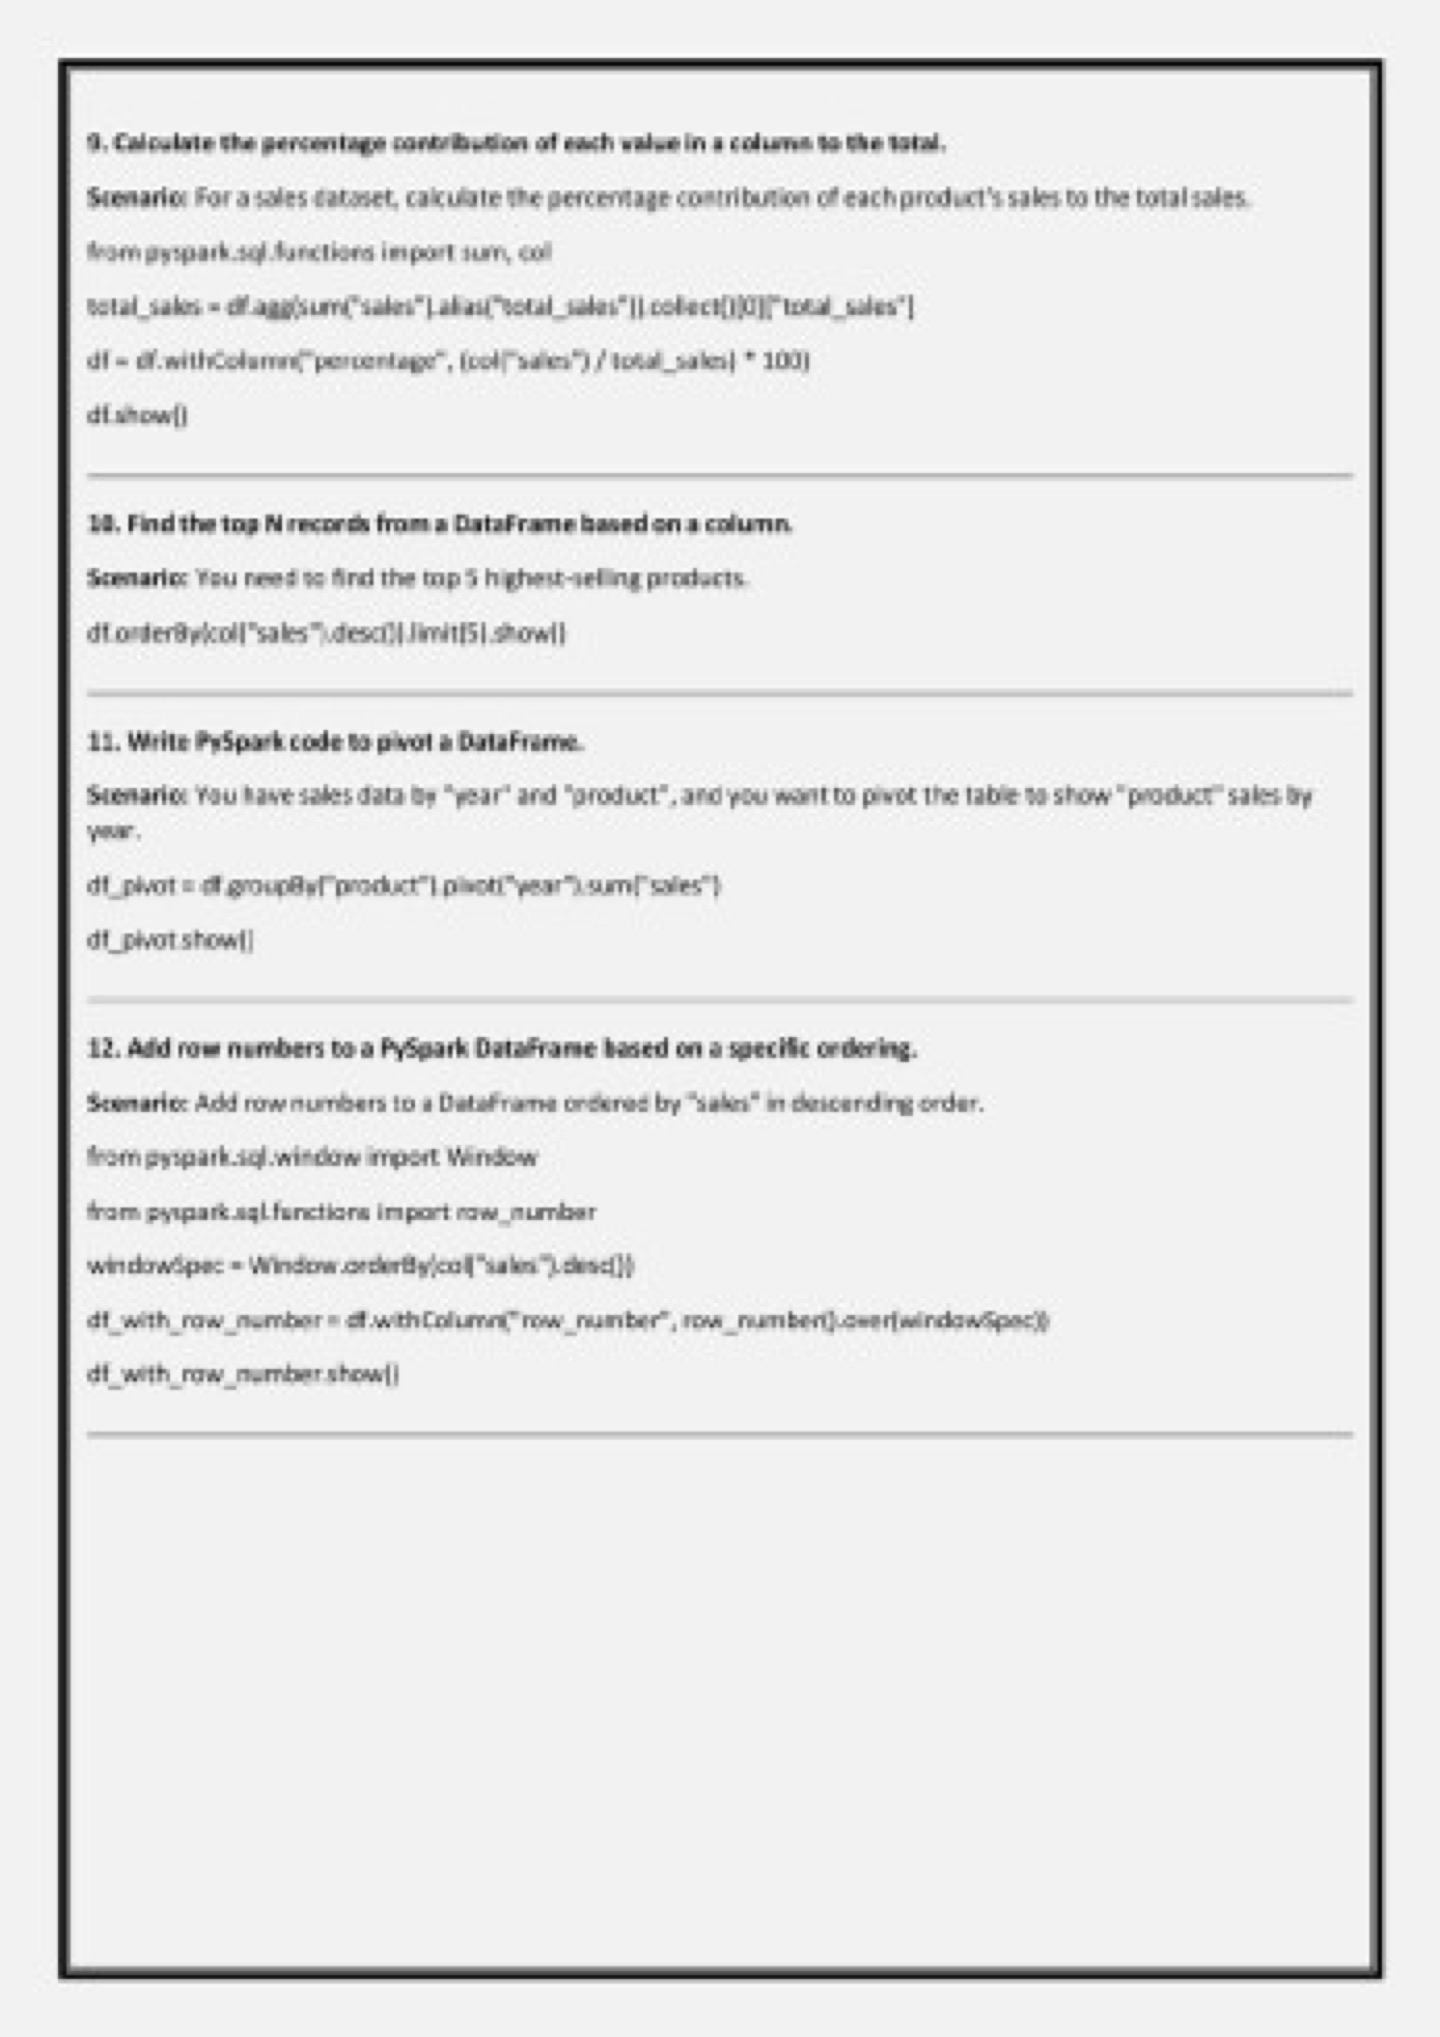 9. Calculate the percentage contribution of each value in a column to the total.
Scenario: For a sales dataset, calculate the percentage contribution of each product's sales to the total sales.
from pyspark.sql.functions import sum, col
total_sales = df.agg(sum("sales").alias("total_sales")).collect()[0]["total_sales"]
df = df.withColumn("percentage", (col("sales") / total_sales) * 100)
df.show()
10. Find the top N records from a DataFrame based on a column.
Scenario: You need to find the top 5 highest-selling products.
df.orderBy(col("sales").desc()).limit(5).show()
11. Write PySpark code to pivot a DataFrame.
Scenario: You have sales data by "year" and "product", and you want to pivot the table to show "product" sales by
year.
df_pivot = df.groupBy("product").pivot("year").sum("sales")
df_pivot.show()
12. Add row numbers to a PySpark DataFrame based on a specific ordering.
Scenario: Add row numbers to a DataFrame ordered by "sales" in descending order.
from pyspark.sql.window import Window
from pyspark.sql.functions import row_number
windowSpec = Window.orderBy(col("sales").desc())
df_with_row_number = df.withColumn("row_number", row_number().over(windowSpec))
df_with_row_number.show()